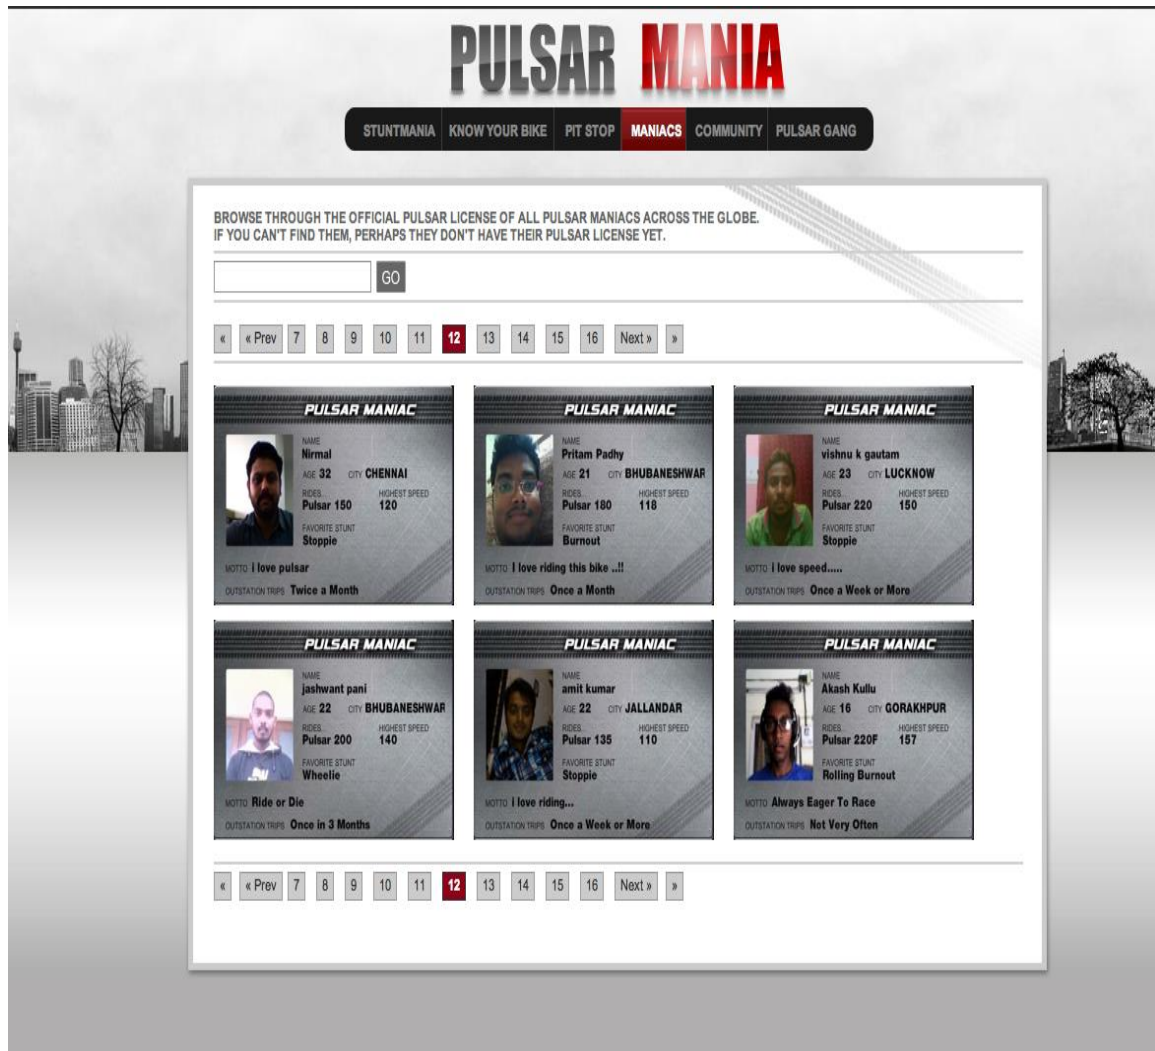 PULSAR MANIA
STUNTMANIA KNOW YOUR BIKE PIT STOP MANIACS COMMUNITY PULSAR GANG
BROWSE THROUGH THE OFFICIAL PULSAR LICENSE OF ALL PULSAR MANIACS ACROSS THE GLOBE.
IF YOU CAN'T FIND THEM, PERHAPS THEY DON'T HAVE THEIR PULSAR LICENSE YET.
GO
« « Prev 7 8 9 10 11 12 13 14 15 16 Next » »
PULSAR MANIAC
NAME
Nirmal
AGE 32 CITY CHENNAI
RIDES... HIGHEST SPEED
Pulsar 150 120
FAVORITE STUNT
Stoppie
MOTTO i love pulsar
OUTSTATION TRIPS Twice a Month
PULSAR MANIAC
NAME
Pritam Padhy
AGE 21 CITY BHUBANESHWAR
RIDES... HIGHEST SPEED
Pulsar 180 118
FAVORITE STUNT
Burnout
MOTTO I love riding this bike ..!!
OUTSTATION TRIPS Once a Month
PULSAR MANIAC
NAME
vishnu k gautam
AGE 23 CITY LUCKNOW
RIDES... HIGHEST SPEED
Pulsar 220 150
FAVORITE STUNT
Stoppie
MOTTO i love speed.....
OUTSTATION TRIPS Once a Week or More
PULSAR MANIAC
NAME
jashwant pani
AGE 22 CITY BHUBANESHWAR
RIDES... HIGHEST SPEED
Pulsar 200 140
FAVORITE STUNT
Wheelie
MOTTO Ride or Die
OUTSTATION TRIPS Once in 3 Months
PULSAR MANIAC
NAME
amit kumar
AGE 22 CITY JALLANDAR
RIDES... HIGHEST SPEED
Pulsar 135 110
FAVORITE STUNT
Stoppie
MOTTO i love riding...
OUTSTATION TRIPS Once a Week or More
PULSAR MANIAC
NAME
Akash Kullu
AGE 16 CITY GORAKHPUR
RIDES... HIGHEST SPEED
Pulsar 220F 157
FAVORITE STUNT
Rolling Burnout
MOTTO Always Eager To Race
OUTSTATION TRIPS Not Very Often
« « Prev 7 8 9 10 11 12 13 14 15 16 Next » »